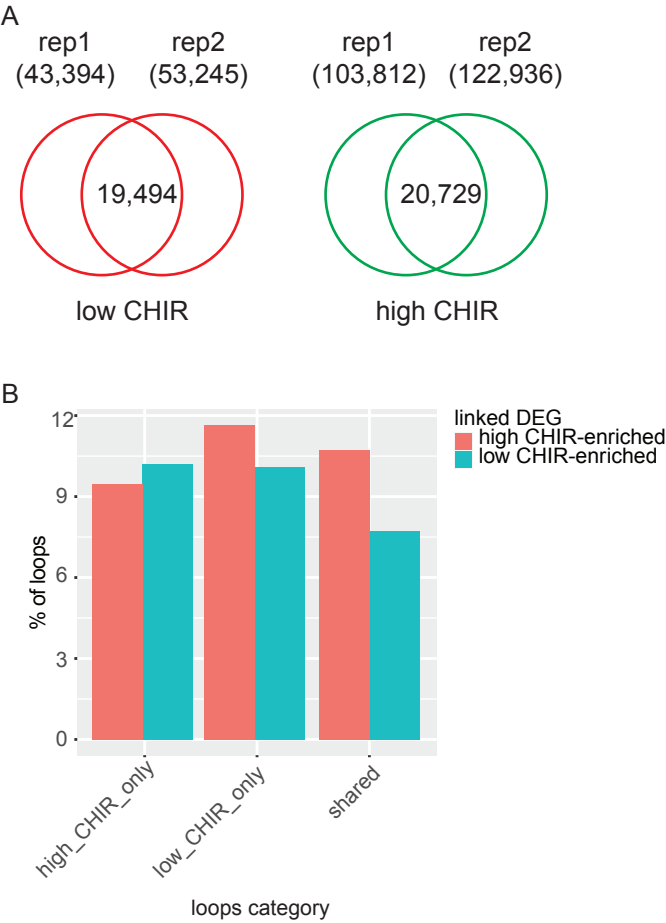 A
rep1 rep2 rep1 rep2
(43,394) (53,245) (103,812) (122,936)
19,494 20,729
low CHIR high CHIR
B
12
9
6
3
0
% of loops
linked DEG
high CHIR-enriched
low CHIR-enriched
high_CHIR_only
low_CHIR_only
shared
loops category